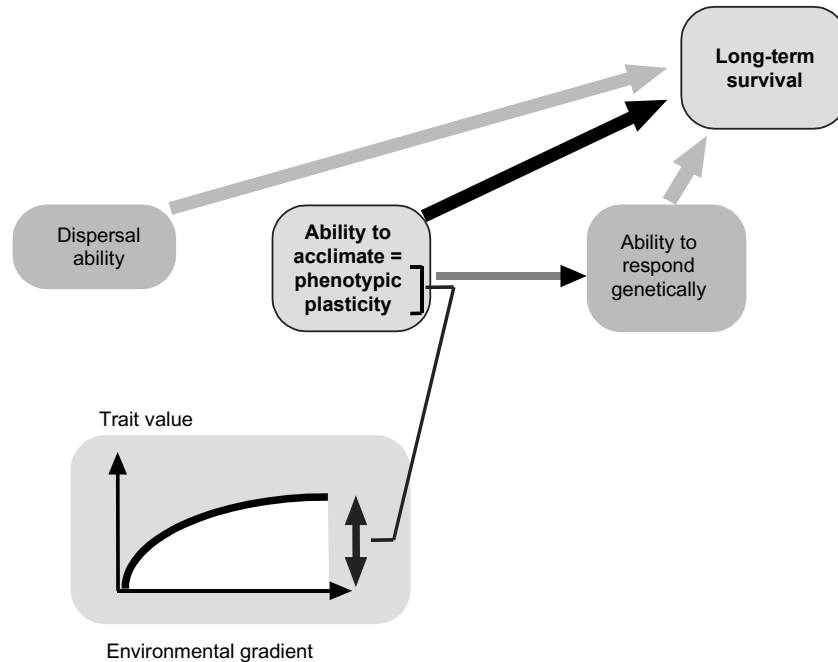 Long-term
survival
Dispersal
ability
Ability to
acclimate =
phenotypic
plasticity
Ability to
respond
genetically
Trait value
Environmental gradient